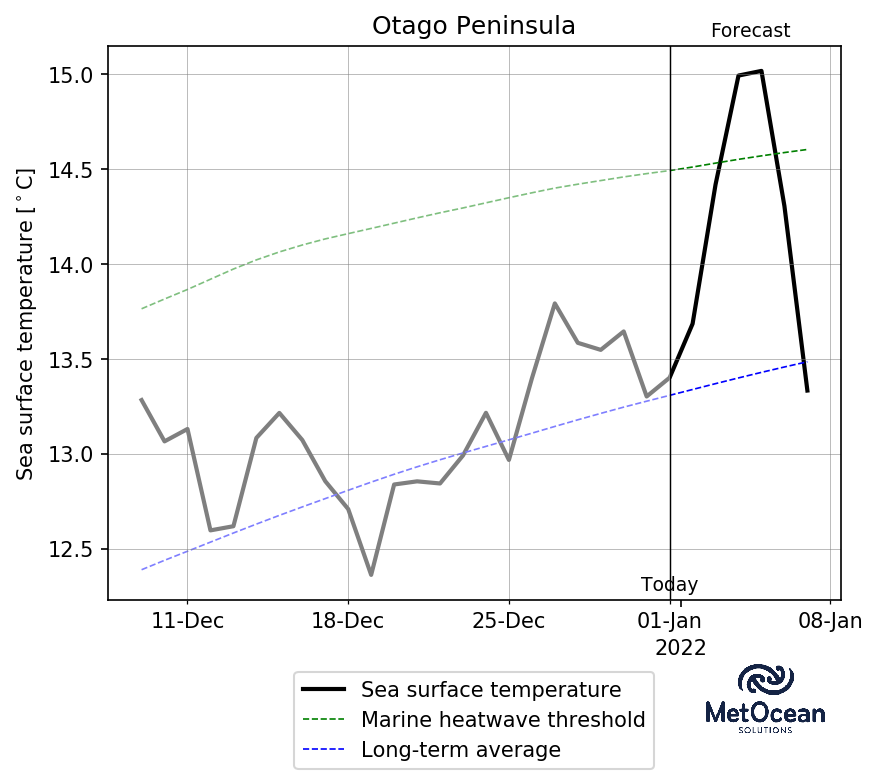 Otago Peninsula
Forecast
Sea surface temperature [°C]
15.0
14.5
14.0
13.5
13.0
12.5
Today
11-Dec 18-Dec 25-Dec 01-Jan 08-Jan
2022
Sea surface temperature
Marine heatwave threshold
Long-term average
MetOcean
SOLUTIONS